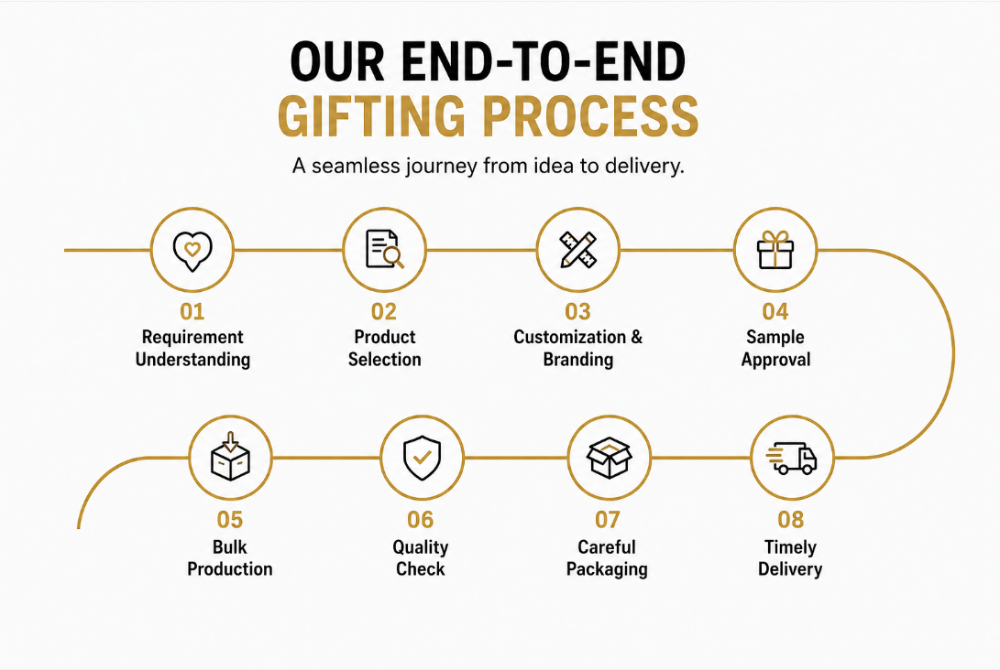 OUR END-TO-END
GIFTING PROCESS
A seamless journey from idea to delivery.
01
Requirement
Understanding
02
Product
Selection
03
Customization &
Branding
04
Sample
Approval
05
Bulk
Production
06
Quality
Check
07
Careful
Packaging
08
Timely
Delivery